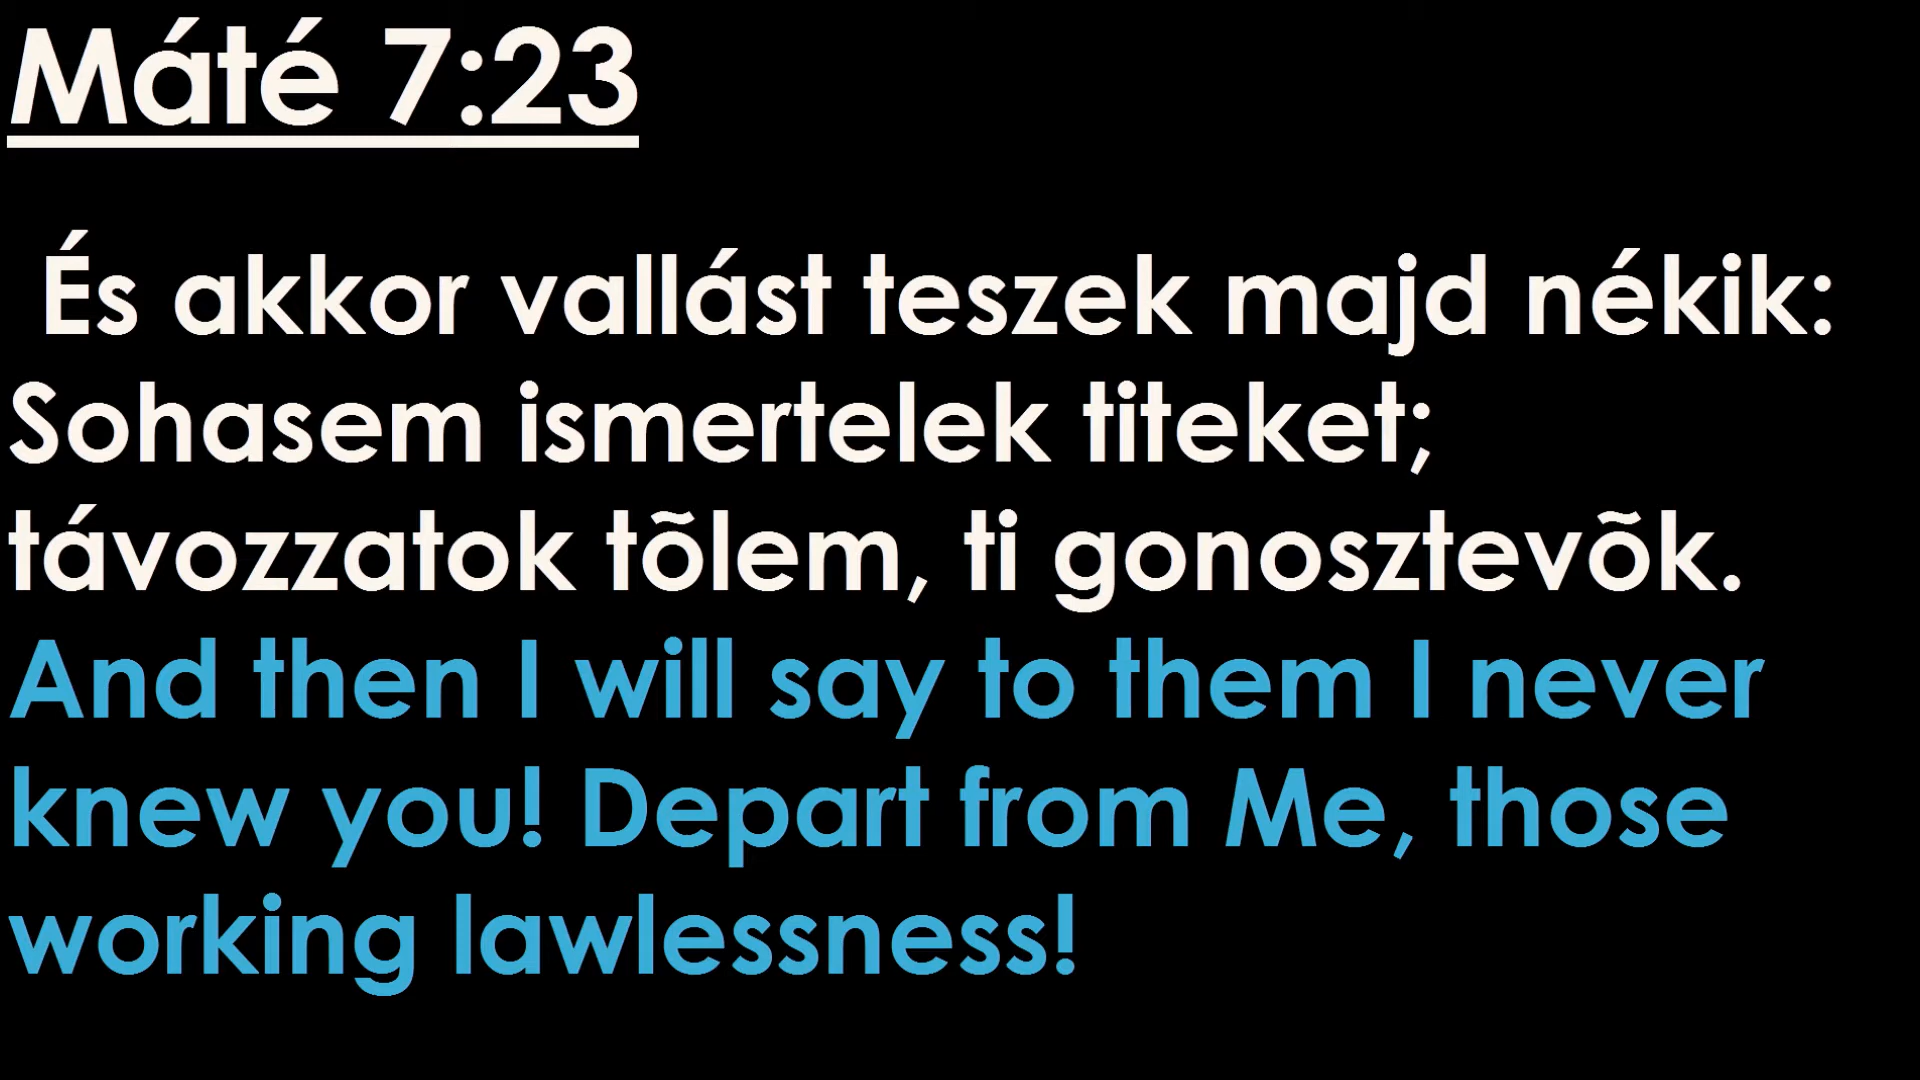 Máté 7:23
És akkor vallást teszek majd nékik:
Sohasem ismertelek titeket;
távozzatok tõlem, ti gonosztevõk.
And then I will say to them I never
knew you! Depart from Me, those
working lawlessness!